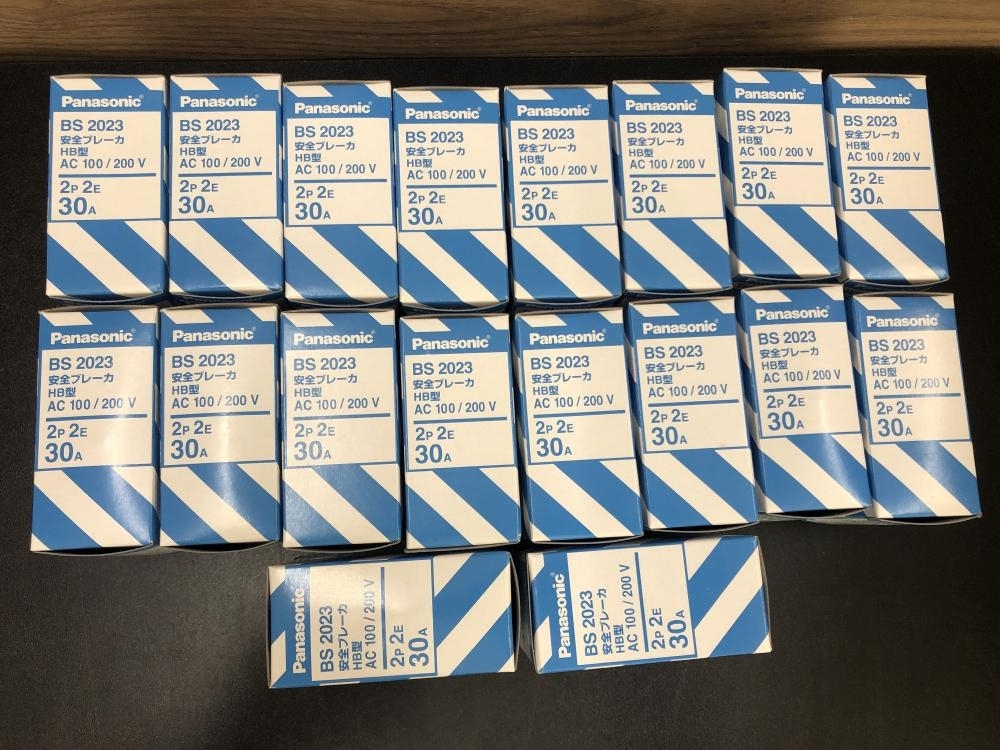 Panasonic
BS 2023
安全ブレーカ
HB型
AC 100 / 200 V
2P 2E
30A
Panasonic
BS 2023
安全ブレーカ
HB型
AC 100 / 200 V
2P 2E
30A
Panasonic
BS 2023
安全ブレーカ
HB型
AC 100 / 200 V
2P 2E
30A
Panasonic
BS 2023
安全ブレーカ
HB型
AC 100 / 200 V
2P 2E
30A
Panasonic
BS 2023
安全ブレーカ
HB型
AC 100 / 200 V
2P 2E
30A
Panasonic
BS 2023
安全ブレーカ
HB型
AC 100 / 200 V
2P 2E
30A
Panasonic
BS 2023
安全ブレーカ
HB型
AC 100 / 200 V
2P 2E
30A
Panasonic
BS 2023
安全ブレーカ
HB型
AC 100 / 200 V
2P 2E
30A
Panasonic
BS 2023
安全ブレーカ
HB型
AC 100 / 200 V
2P 2E
30A
Panasonic
BS 2023
安全ブレーカ
HB型
AC 100 / 200 V
2P 2E
30A
Panasonic
BS 2023
安全ブレーカ
HB型
AC 100 / 200 V
2P 2E
30A
Panasonic
BS 2023
安全ブレーカ
HB型
AC 100 / 200 V
2P 2E
30A
Panasonic
BS 2023
安全ブレーカ
HB型
AC 100 / 200 V
2P 2E
30A
Panasonic
BS 2023
安全ブレーカ
HB型
AC 100 / 200 V
2P 2E
30A
Panasonic
BS 2023
安全ブレーカ
HB型
AC 100 / 200 V
2P 2E
30A
Panasonic
BS 2023
安全ブレーカ
HB型
AC 100 / 200 V
2P 2E
30A
Panasonic
BS 2023
安全ブレーカ
HB型
AC 100 / 200 V
2P 2E
30A
Panasonic
BS 2023
安全ブレーカ
HB型
AC 100 / 200 V
2P 2E
30A